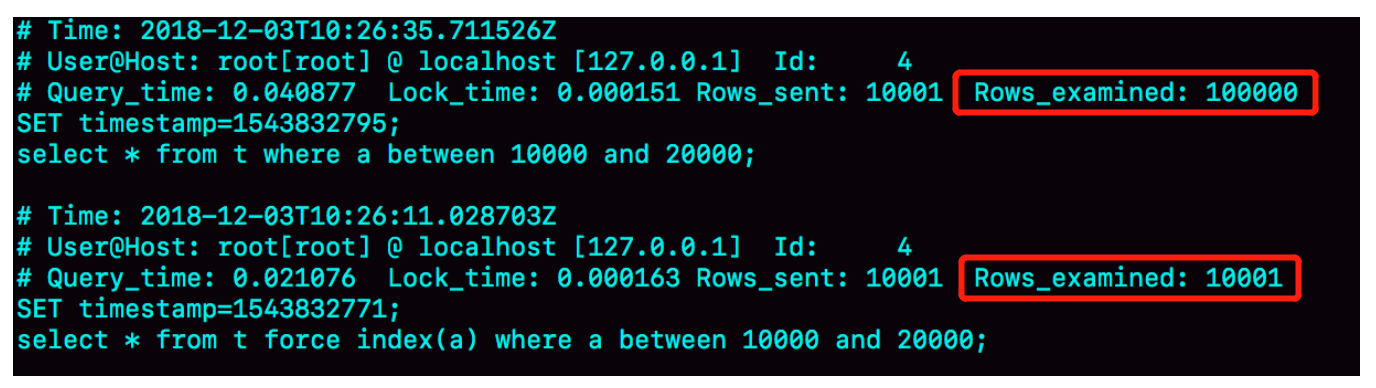 # Time: 2018-12-03T10:26:35.711526Z
# User@Host: root[root] @ localhost [127.0.0.1]  Id:     4
# Query_time: 0.040877  Lock_time: 0.000151 Rows_sent: 10001  Rows_examined: 100000
SET timestamp=1543832795;
select * from t where a between 10000 and 20000;
# Time: 2018-12-03T10:26:11.028703Z
# User@Host: root[root] @ localhost [127.0.0.1]  Id:     4
# Query_time: 0.021076  Lock_time: 0.000163 Rows_sent: 10001  Rows_examined: 10001
SET timestamp=1543832771;
select * from t force index(a) where a between 10000 and 20000;